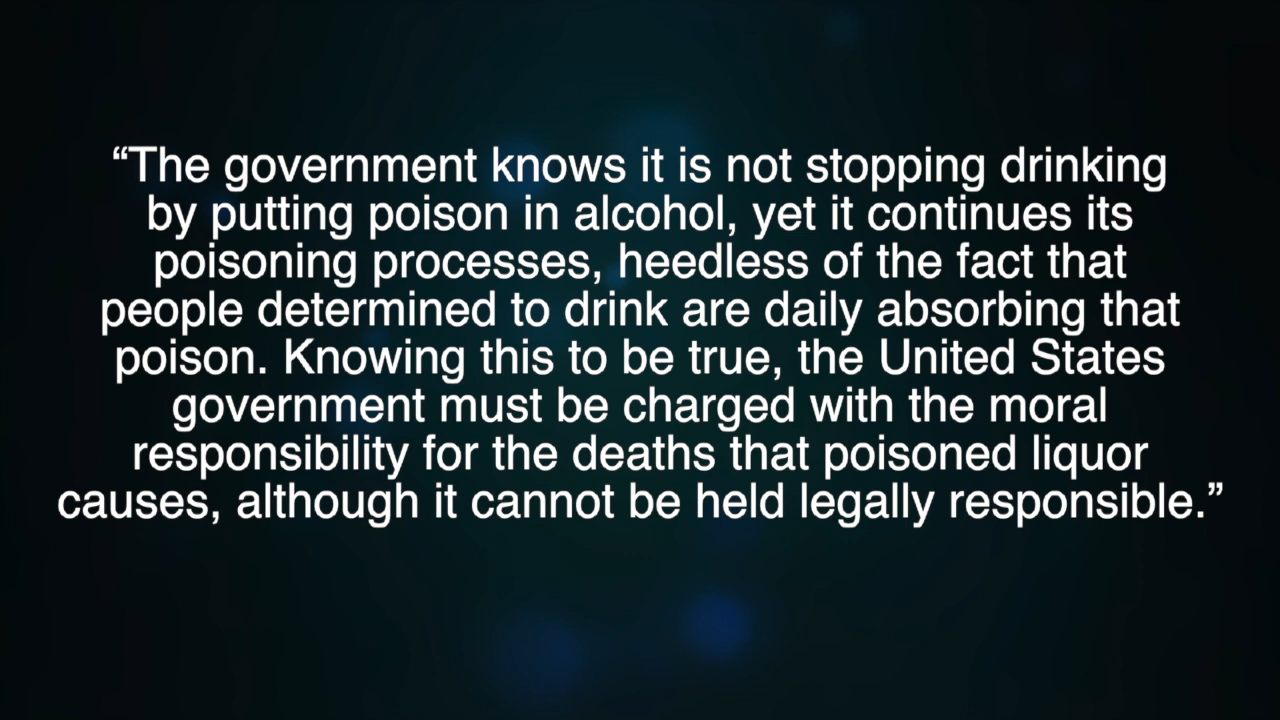 “The government knows it is not stopping drinking
by putting poison in alcohol, yet it continues its
poisoning processes, heedless of the fact that
people determined to drink are daily absorbing that
poison. Knowing this to be true, the United States
government must be charged with the moral
responsibility for the deaths that poisoned liquor
causes, although it cannot be held legally responsible.”